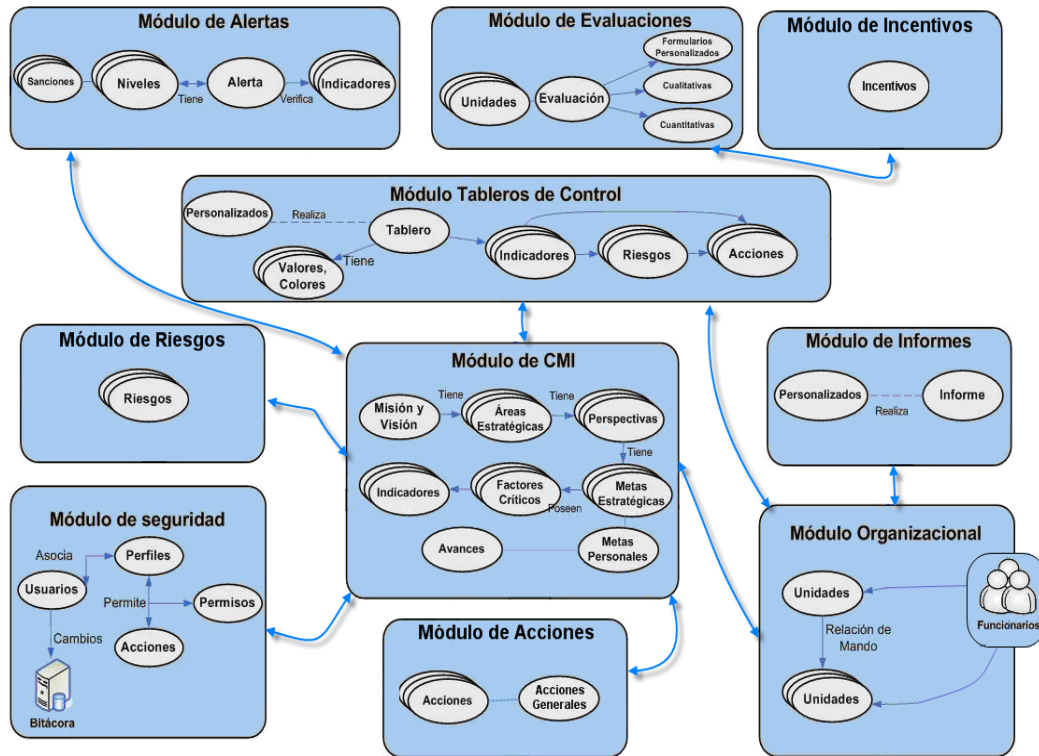 Módulo de Alertas
Sanciones
Niveles
Tiene
Alerta
Verifica
Indicadores
Módulo de Evaluaciones
Unidades
Evaluación
Formularios
Personalizados
Cualitativas
Cuantitativas
Módulo de Incentivos
Incentivos
Módulo Tableros de Control
Personalizados
Realiza
Tablero
Tiene
Valores,
Colores
Indicadores
Riesgos
Acciones
Módulo de Riesgos
Riesgos
Módulo de CMI
Misión y
Visión
Tiene
Áreas
Estratégicas
Tiene
Perspectivas
Tiene
Indicadores
Factores
Críticos
Poseen
Metas
Estratégicas
Avances
Metas
Personales
Módulo de Informes
Personalizados
Realiza
Informe
Módulo de seguridad
Asocia
Perfiles
Usuarios
Permite
Permisos
Cambios
Acciones
Bitácora
Módulo de Acciones
Acciones
Acciones
Generales
Módulo Organizacional
Unidades
Funcionarios
Relación de
Mando
Unidades